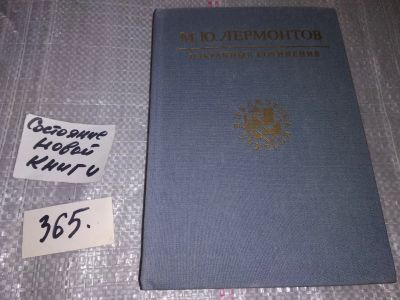 М. Ю. ЛЕРМОНТОВ
ИЗБРАННЫЕ СОЧИНЕНИЯ
Состояние
новой
книги
365.